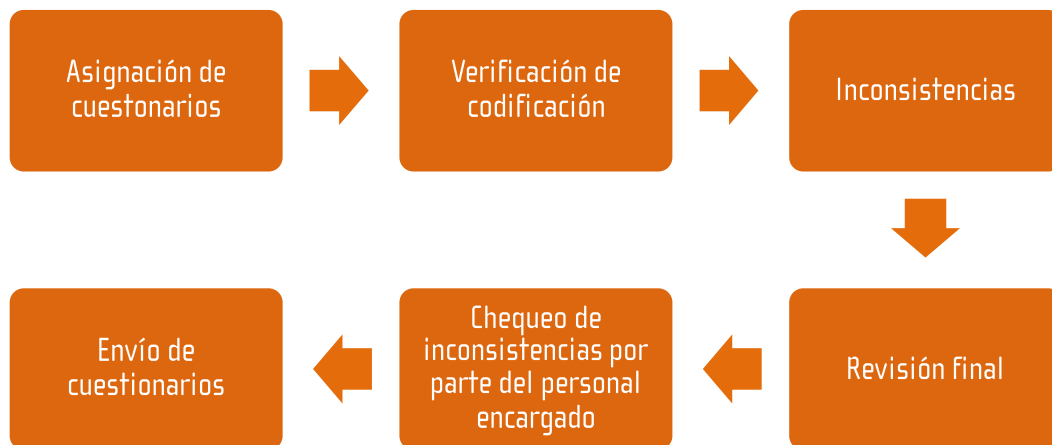 Asignación de
cuestonarios
Verificación de
codificación
Inconsistencias
Revisión final
Chequeo de
inconsistencias por
parte del personal
encargado
Envío de
cuestionarios